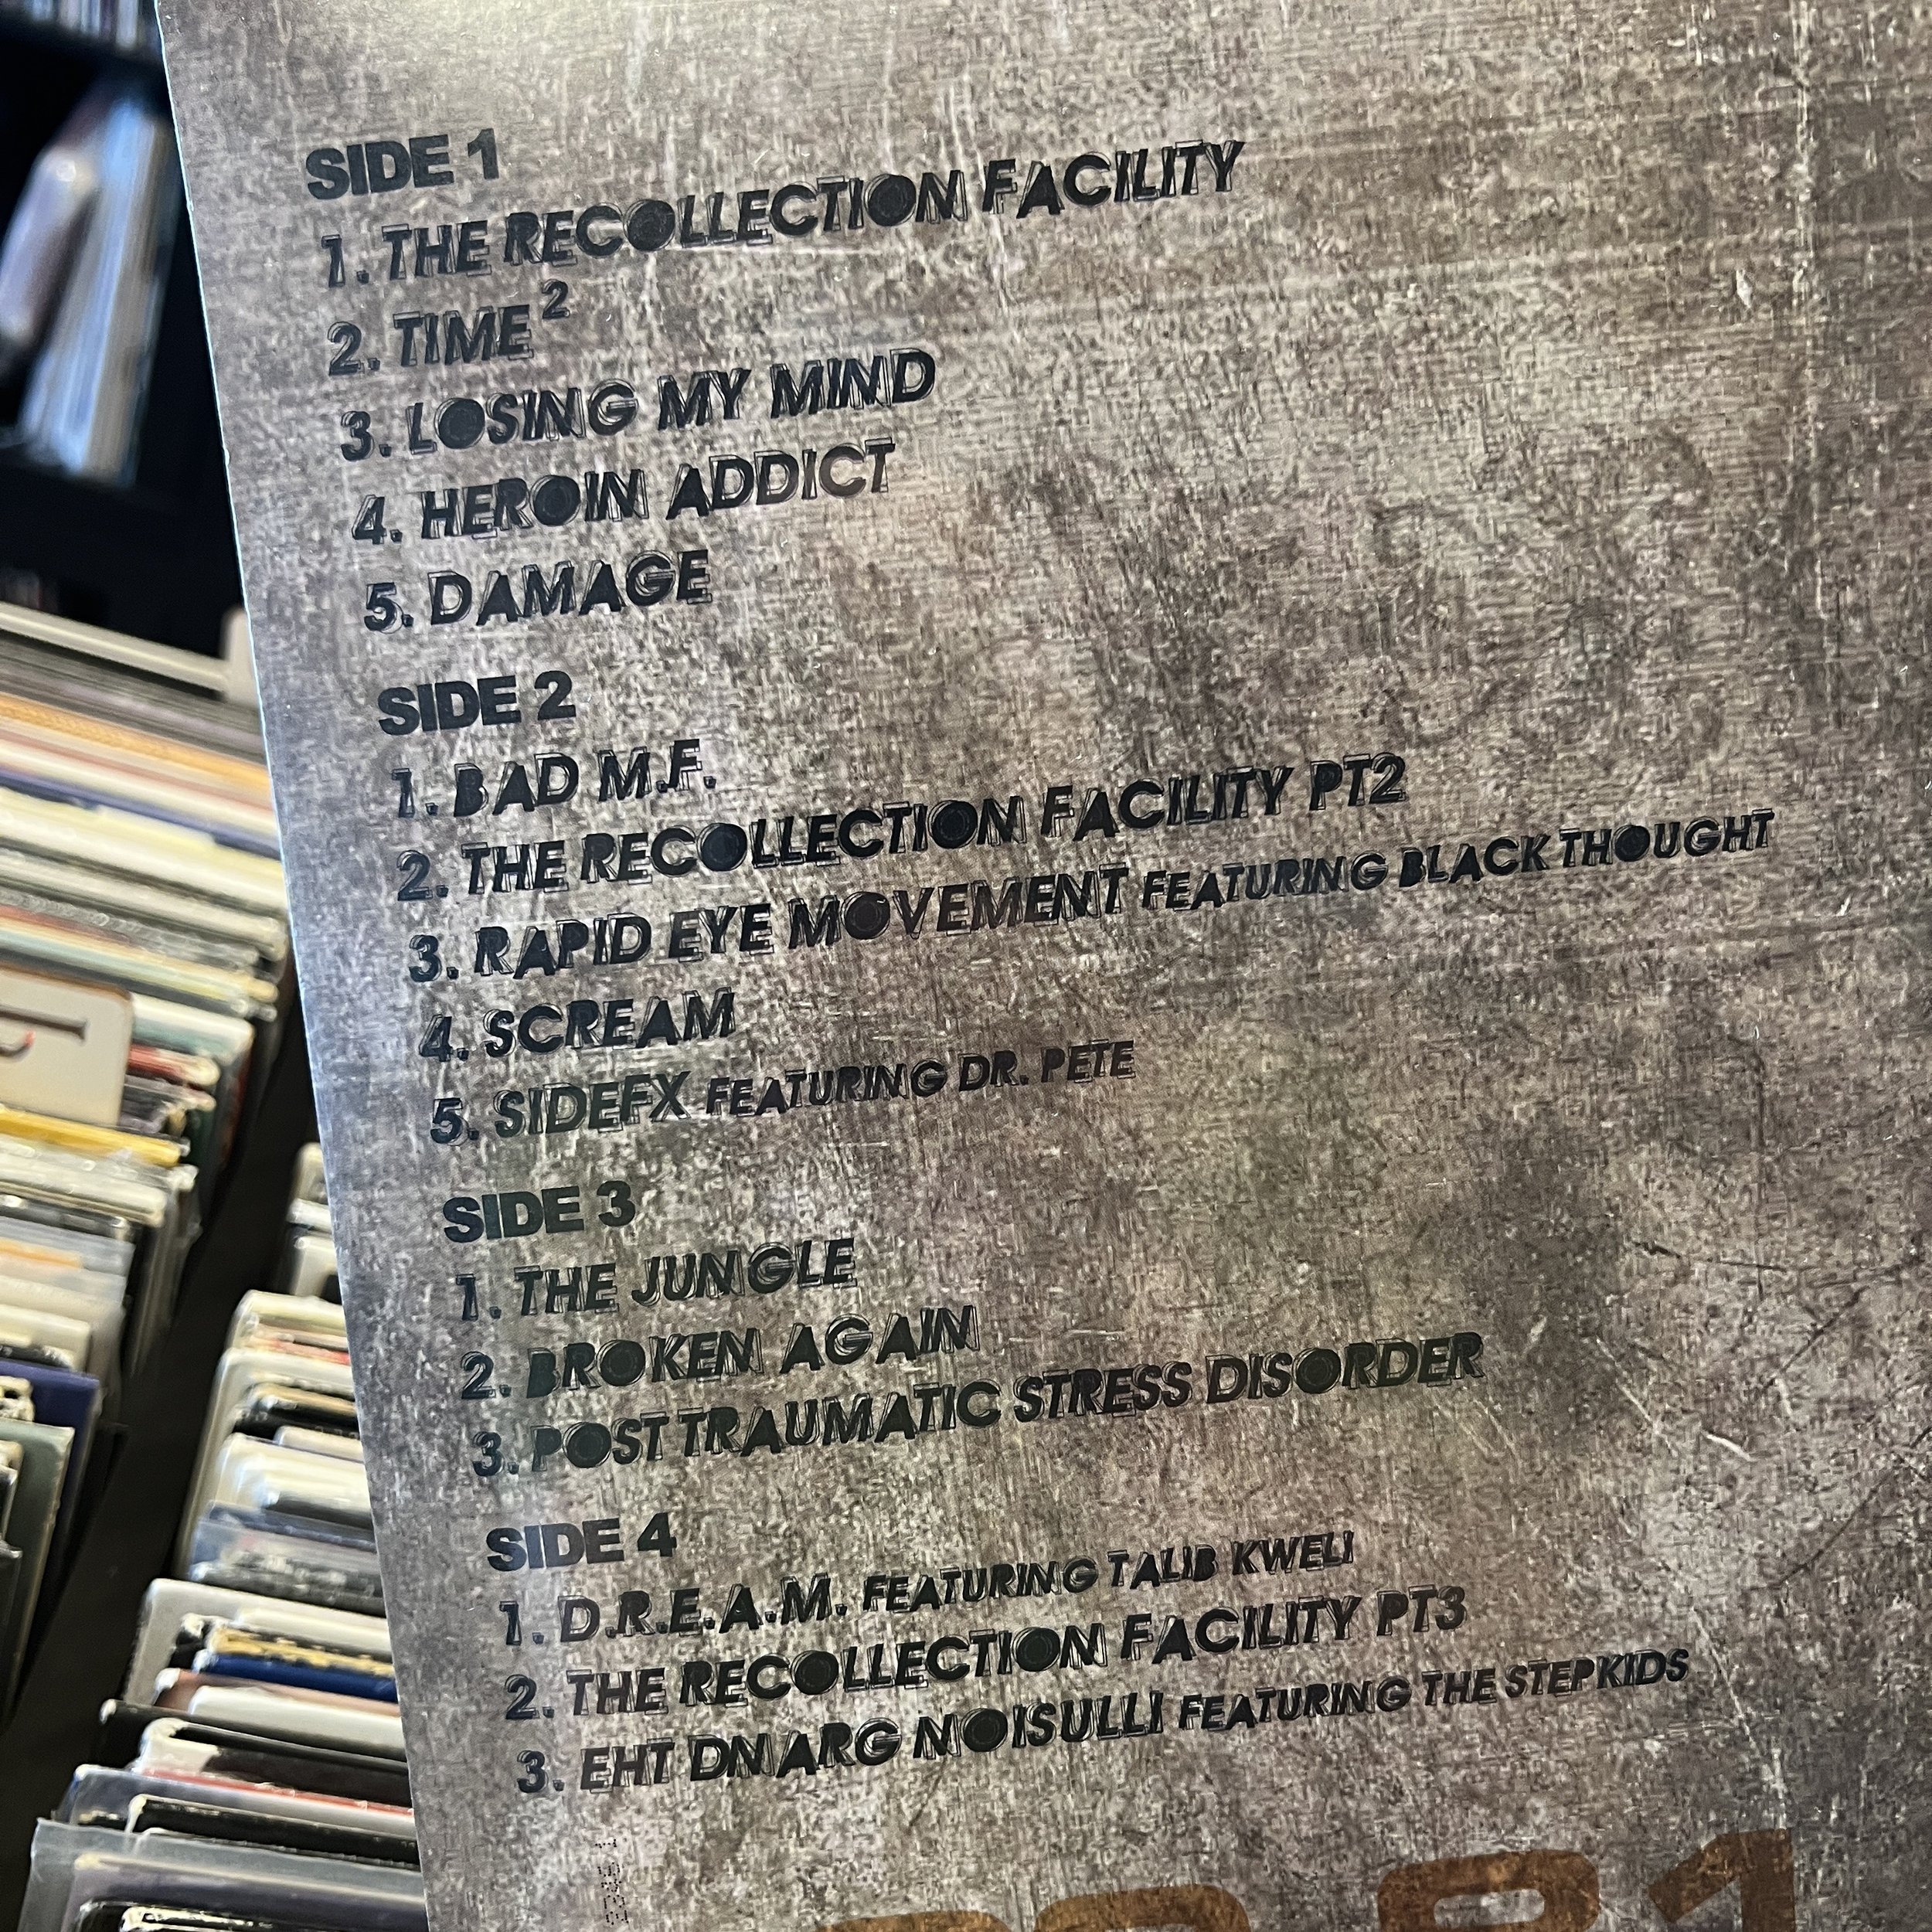 SIDE 1
1. THE RECOLLECTION FACILITY
2. TIME²
3. LOSING MY MIND
4. HEROIN ADDICT
5. DAMAGE
SIDE 2
1. BAD M.F.
2. THE RECOLLECTION FACILITY PT2
3. RAPID EYE MOVEMENT FEATURING BLACK THOUGHT
4. SCREAM
5. SIDEFX FEATURING DR. PETE
SIDE 3
1. THE JUNGLE
2. BROKEN AGAIN
3. POST TRAUMATIC STRESS DISORDER
SIDE 4
1. D.R.E.A.M. FEATURING TALIB KWELI
2. THE RECOLLECTION FACILITY PT3
3. EHT DNARG NOISULLI FEATURING THE STEPKIDS